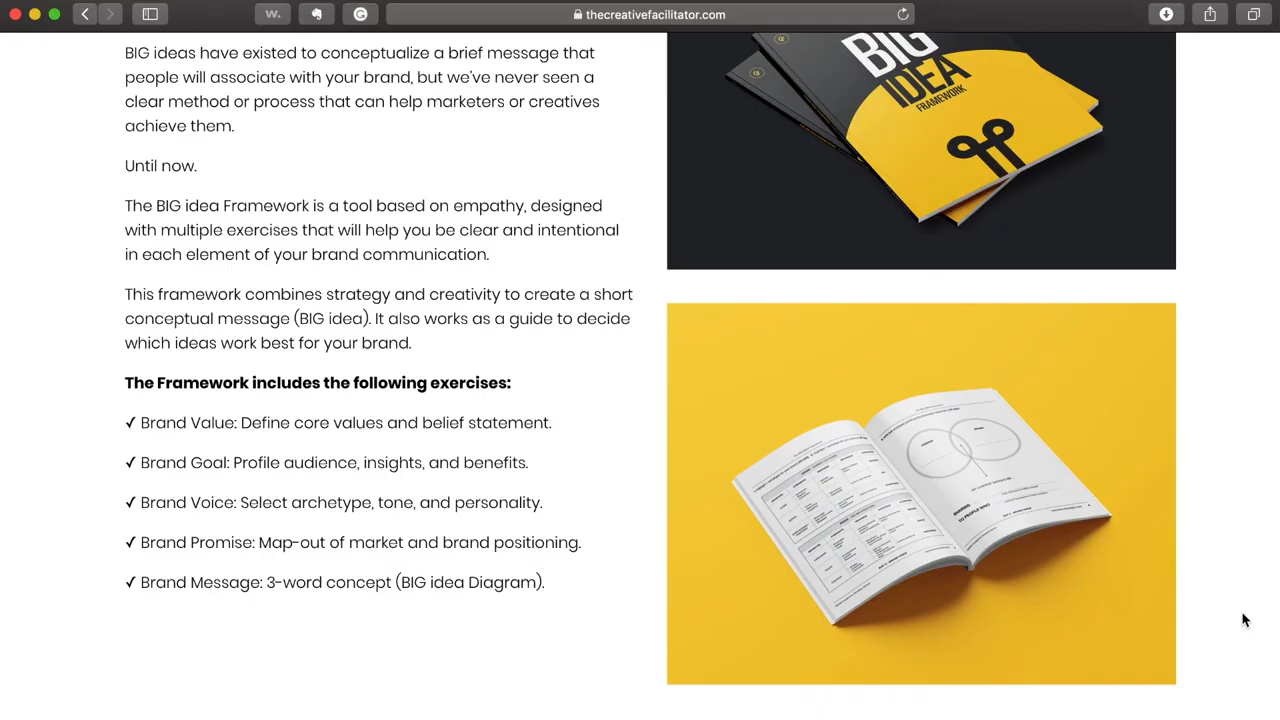 w.
thecreativefacilitator.com
BIG ideas have existed to conceptualize a brief message that
people will associate with your brand, but we've never seen a
clear method or process that can help marketers or creatives
achieve them.
Until now.
The BIG idea Framework is a tool based on empathy, designed
with multiple exercises that will help you be clear and intentional
in each element of your brand communication.
This framework combines strategy and creativity to create a short
conceptual message (BIG idea). It also works as a guide to decide
which ideas work best for your brand.
The Framework includes the following exercises:
✓ Brand Value: Define core values and belief statement.
✓ Brand Goal: Profile audience, insights, and benefits.
✓ Brand Voice: Select archetype, tone, and personality.
✓ Brand Promise: Map-out of market and brand positioning.
✓ Brand Message: 3-word concept (BIG idea Diagram).
BIG
IDEA
FRAMEWORK
TO PEOPLE WHO